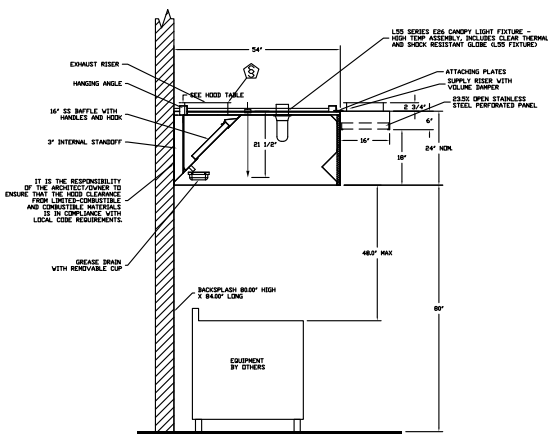 54"
L55 SERIES E26 CANOPY LIGHT FIXTURE -
HIGH TEMP ASSEMBLY, INCLUDES CLEAR THERMAL
AND SHOCK RESISTANT GLOBE (L55 FIXTURE)
EXHAUST RISER
S
HANGING ANGLE
SEE HOOD TABLE
ATTACHING PLATES
SUPPLY RISER WITH
VOLUME DAMPER
2 3/4"
23.5% OPEN STAINLESS
STEEL PERFORATED PANEL
16" SS BAFFLE WITH
HANDLES AND HOOK
6"
16"
24" NOM.
3" INTERNAL STANDOFF
21 1/2"
18"
IT IS THE RESPONSIBILITY
OF THE ARCHITECT/OWNER TO
ENSURE THAT THE HOOD CLEARANCE
FROM LIMITED-COMBUSTIBLE
AND COMBUSTIBLE MATERIALS
IS IN COMPLIANCE WITH
LOCAL CODE REQUIREMENTS.
GREASE DRAIN
WITH REMOVABLE CUP
48.0" MAX
BACKSPLASH 80.00" HIGH
X 84.00" LONG
80"
EQUIPMENT
BY OTHERS